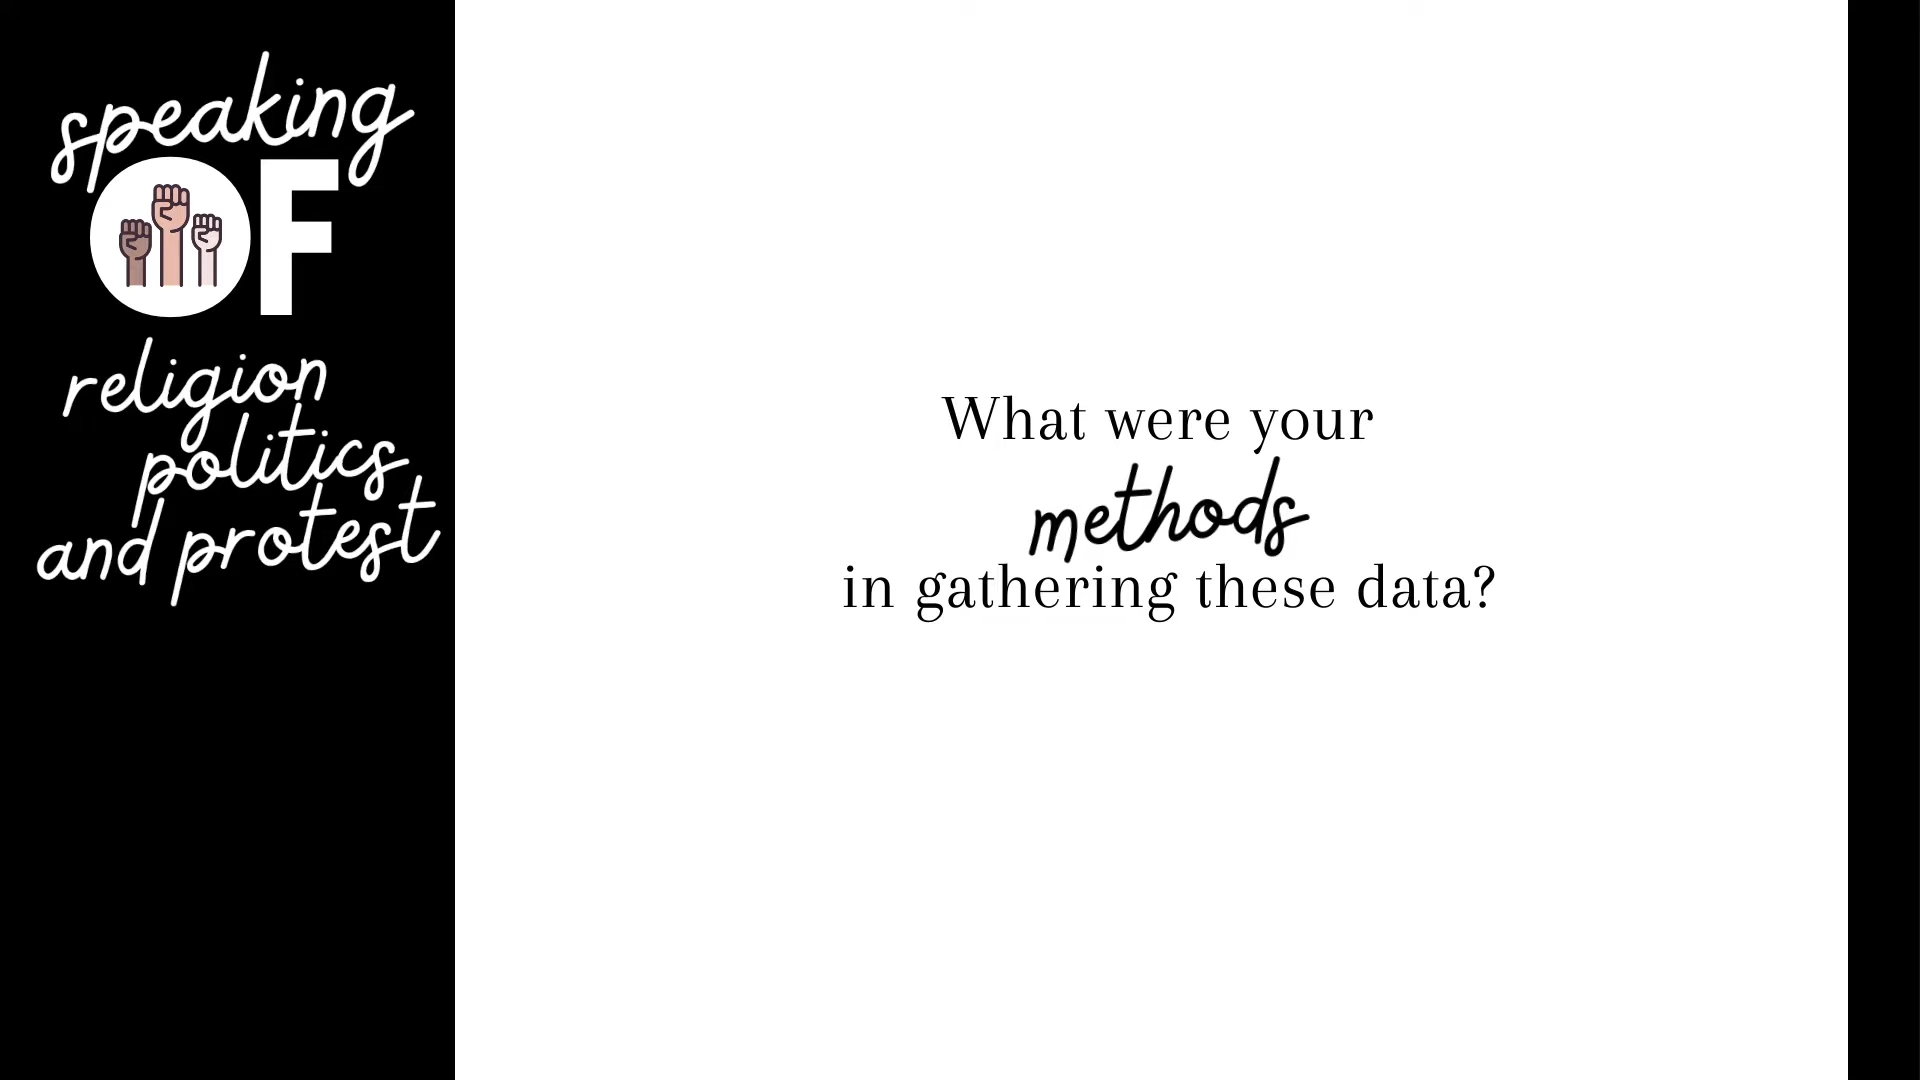 speaking
OF
religion
politics
and protest
What were your
methods
in gathering these data?